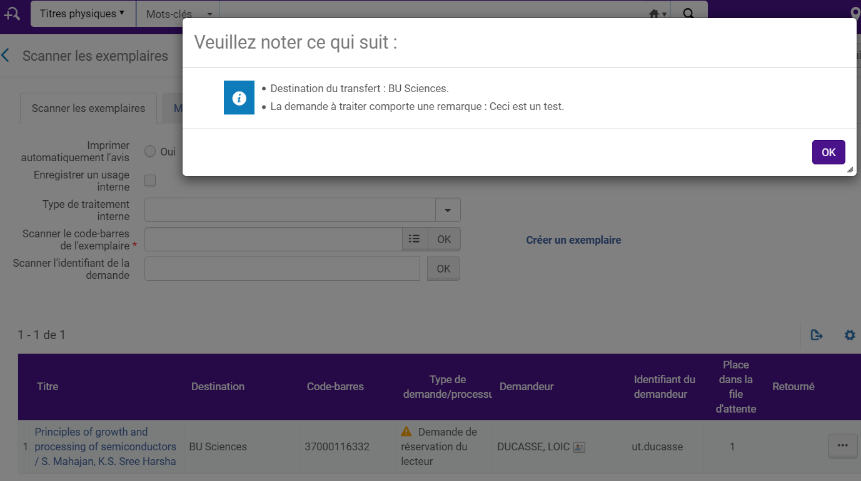 Titres physiques
Mots-clés
Scanner les exemplaires
Veuillez noter ce qui suit :
Destination du transfert : BU Sciences.
La demande à traiter comporte une remarque : Ceci est un test.
OK
Scanner les exemplaires
M
Imprimer
automatiquement l'avis
Oui
Enregistrer un usage
interne
Type de traitement
interne
Scanner le code-barres
de l'exemplaire *
OK
Créer un exemplaire
Scanner l'identifiant de la
demande
OK
1 - 1 de 1
Titre
Destination
Code-barres
Type de
demande/processu
Demandeur
Identifiant du
demandeur
Place
dans la
file
d'attente
Retourné
1
Principles of growth and
processing of semiconductors
/ S. Mahajan, K.S. Sree Harsha
BU Sciences
37000116332
Demande de
réservation du
lecteur
DUCASSE, LOIC
ut.ducasse
1